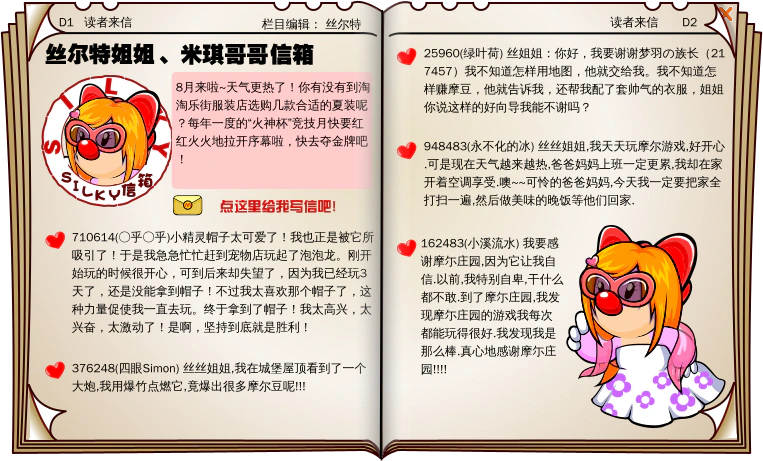 D1 读者来信
栏目编辑： 丝尔特
丝尔特姐姐、米琪哥哥信箱
SILKY
SILKY信箱
8月来啦~天气更热了！你有没有到淘
淘乐街服装店选购几款合适的夏装呢
？每年一度的“火神杯”竞技月快要红
红火火地拉开序幕啦，快去夺金牌吧
！
点这里给我写信吧！
710614(〇乎〇乎)小精灵帽子太可爱了！我也正是被它所
吸引了！于是我急急忙忙赶到宠物店玩起了泡泡龙。刚开
始玩的时候很开心，可到后来却失望了，因为我已经玩3
天了，还是没能拿到帽子！不过我太喜欢那个帽子了，这
种力量促使我一直去玩。终于拿到了帽子！我太高兴，太
兴奋，太激动了！是啊，坚持到底就是胜利！
376248(四眼Simon) 丝丝姐姐,我在城堡屋顶看到了一个
大炮,我用爆竹点燃它,竟爆出很多摩尔豆呢!!!
读者来信 D2
25960(绿叶荷) 丝姐姐：你好，我要谢谢梦羽の族长（21
7457）我不知道怎样用地图，他就交给我。我不知道怎
样赚摩豆，他就告诉我，还帮我配了套帅气的衣服，姐姐
你说这样的好向导我能不谢吗？
948483(永不化的冰) 丝丝姐姐,我天天玩摩尔游戏,好开心
.可是现在天气越来越热,爸爸妈妈上班一定更累,我却在家
开着空调享受.噢~~可怜的爸爸妈妈,今天我一定要把家全
打扫一遍,然后做美味的晚饭等他们回家.
162483(小溪流水) 我要感
谢摩尔庄园,因为它让我自
信.以前,我特别自卑,干什么
都不敢.到了摩尔庄园,我发
现摩尔庄园的游戏我每次
都能玩得很好.我发现我是
那么棒.真心地感谢摩尔庄
园!!!!